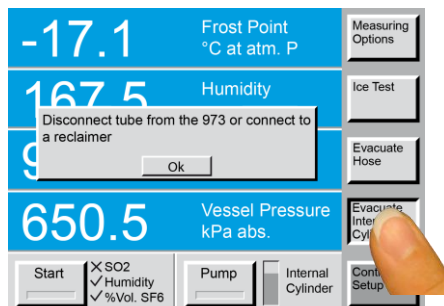 -17.1
Frost Point
°C at atm. P
Measuring
Options
167.5
Humidity
Ice Test
Disconnect tube from the 973 or connect to
a reclaimer
Ok
Evacuate
Hose
650.5
Vessel Pressure
kPa abs.
Evacuate
Start
SO2
Humidity
%Vol. SF6
Pump
Internal
Cylinder
Setup